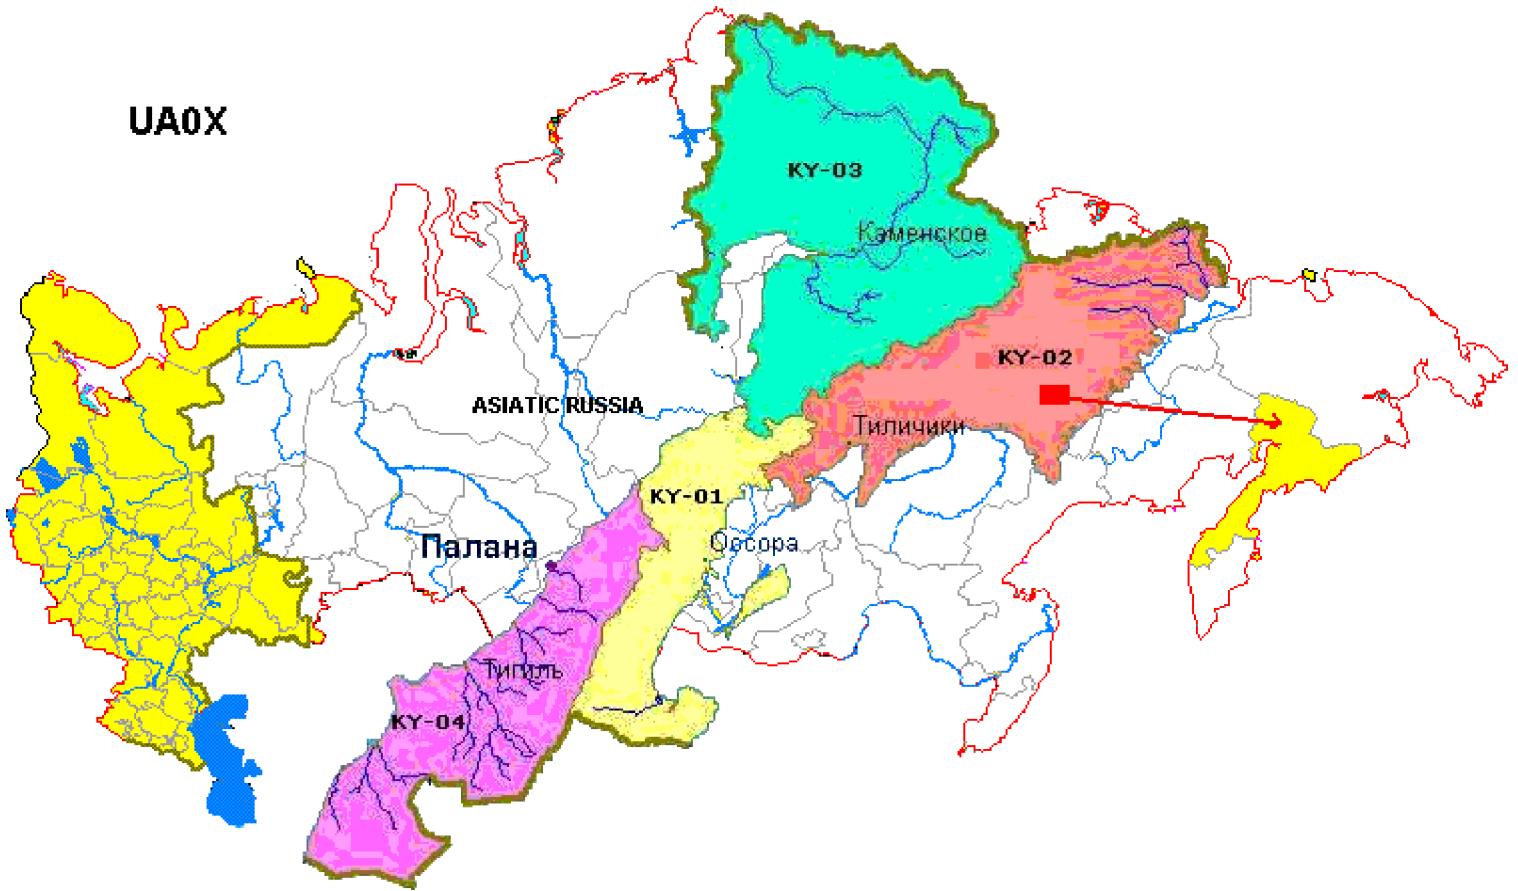 UA0X
KY-03
Каменское
KY-02
ASIATIC RUSSIA
Тиличики
KY-01
Палана
Оссора
Тигиль
KY-04